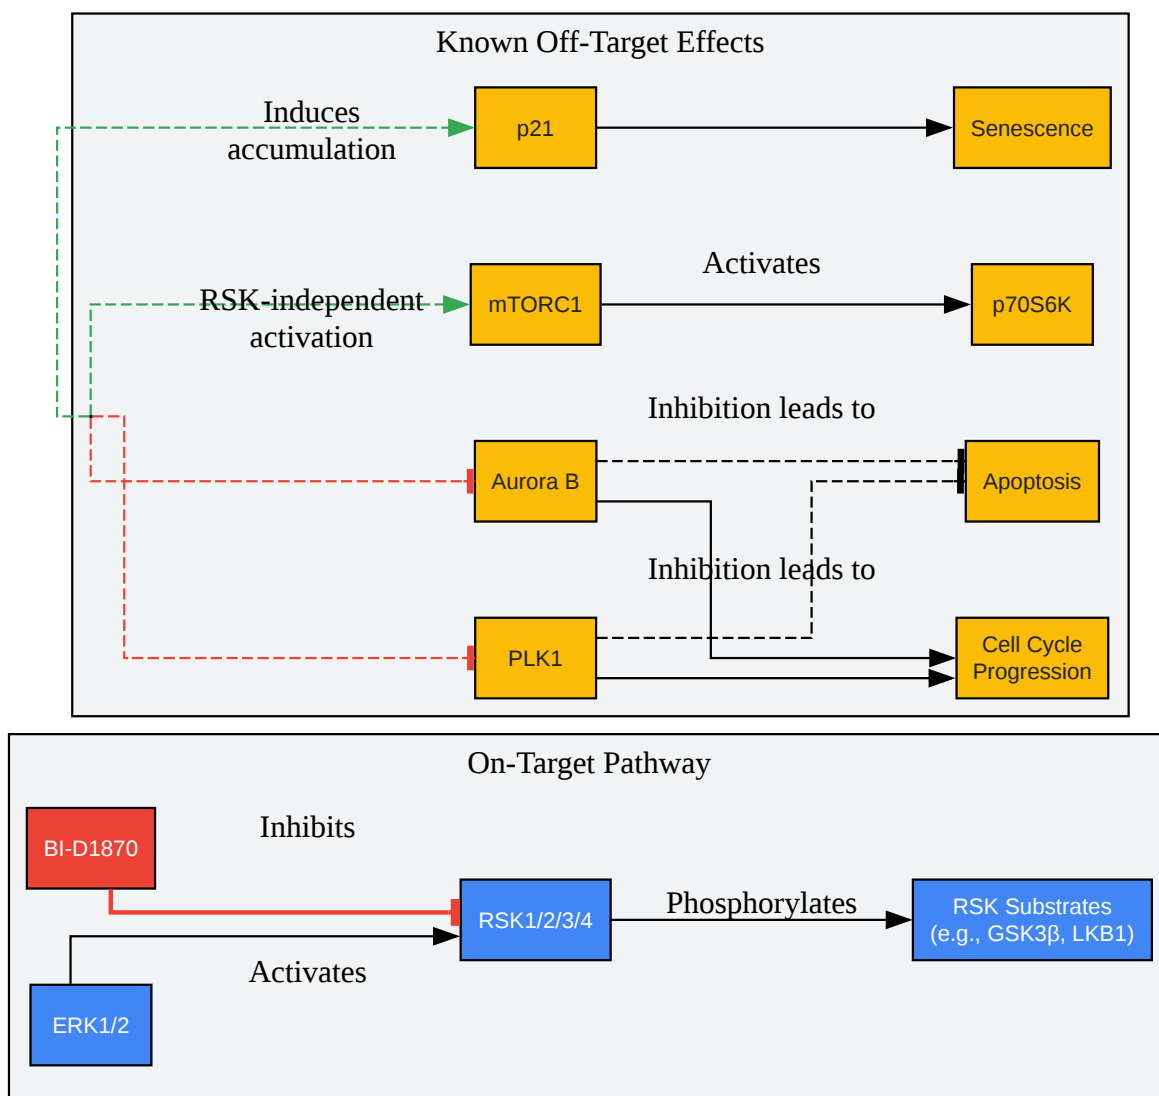 Known Off-Target Effects
Induces
accumulation
p21
Senescence
RSK-independent
activation
mTORC1
Activates
p70S6K
Inhibition leads to
Aurora B
Apoptosis
Inhibition leads to
PLK1
Cell Cycle
Progression
On-Target Pathway
BI-D1870
Inhibits
RSK1/2/3/4
Phosphorylates
RSK Substrates
(e.g., GSK3β, LKB1)
Activates
ERK1/2